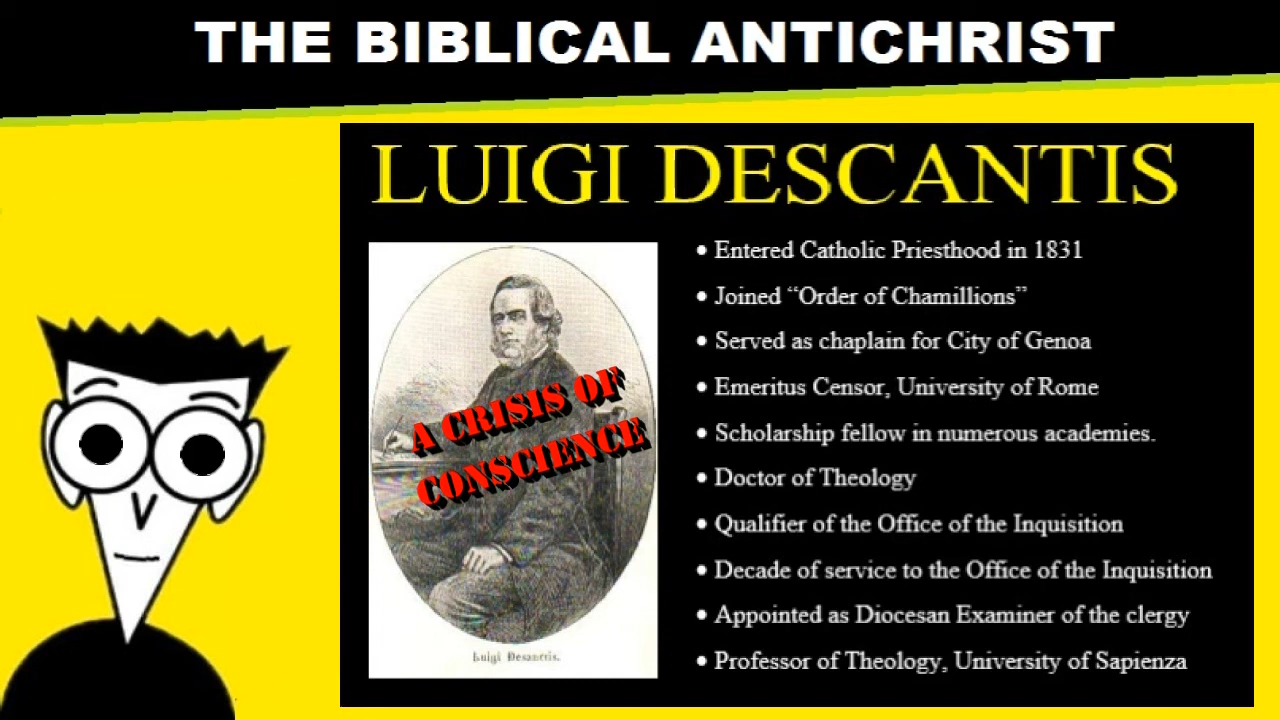 THE BIBLICAL ANTICHRIST
LUIGI DESCANTIS
• Entered Catholic Priesthood in 1831
• Joined “Order of Chamillions”
• Served as chaplain for City of Genoa
• Emeritus Censor, University of Rome
• Scholarship fellow in numerous academies.
• Doctor of Theology
• Qualifier of the Office of the Inquisition
• Decade of service to the Office of the Inquisition
• Appointed as Diocesan Examiner of the clergy
• Professor of Theology, University of Sapienza
A CRISIS OF
CONSCIENCE
Luigi Desanctis.